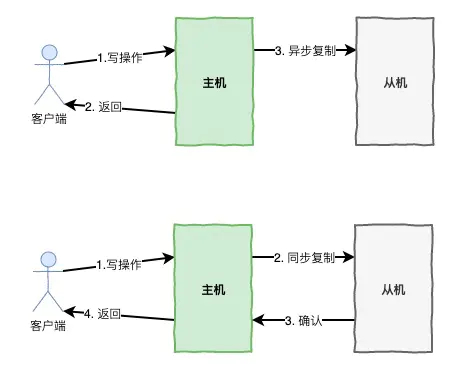 1.写操作
3. 异步复制
主机
从机
2. 返回
客户端
1.写操作
2. 同步复制
主机
从机
4. 返回
3. 确认
客户端